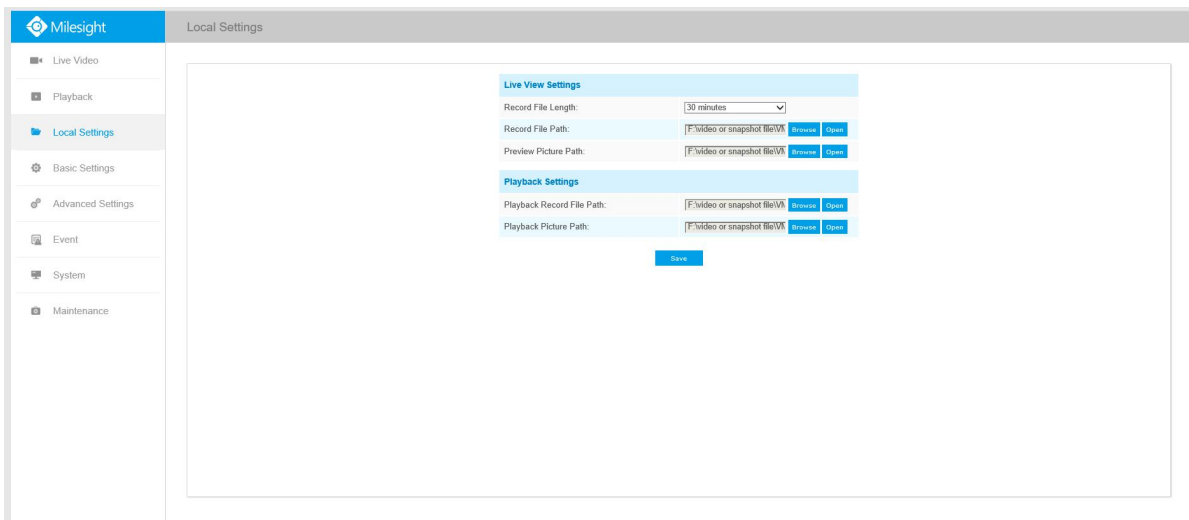 Milesight
Local Settings
Live Video
Playback
Local Settings
Basic Settings
Advanced Settings
Event
System
Maintenance
Live View Settings
Record File Length: 30 minutes
Record File Path: F:\video or snapshot file\ Browse Open
Preview Picture Path: F:\video or snapshot file\ Browse Open
Playback Settings
Playback Record File Path: F:\video or snapshot file\ Browse Open
Playback Picture Path: F:\video or snapshot file\ Browse Open
Save